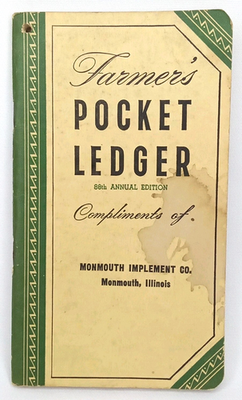 Farmer's
POCKET
LEDGER
88th ANNUAL EDITION
Compliments of.
MONMOUTH IMPLEMENT CO.
Monmouth, Illinois